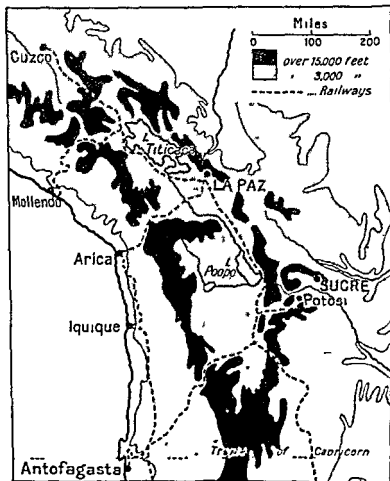 Miles
0 100 200
over 15,000 feet
" 3,000 "
Railways
Cuzco
L.
Titicaca
LA PAZ
Mollendo
Arica
L.
Poopo
SUCRE
Potosi
Iquique
Tropic of Capricorn
Antofagasta